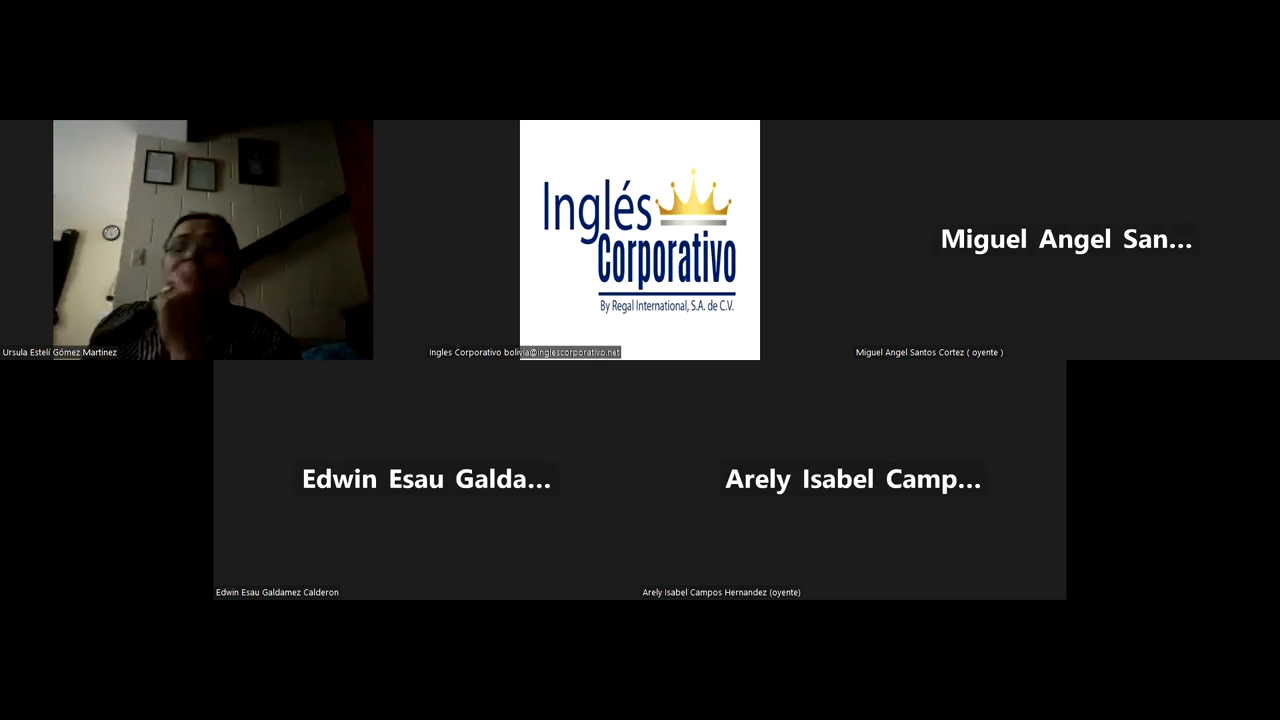 Inglés
Corporativo
By Regal International, S.A. de C.V.
Miguel Angel San...
Ursula Estelí Gómez Martinez
Ingles Corporativo bolivia@inglescorporativo.net
Miguel Angel Santos Cortez ( oyente )
Edwin Esau Galda...
Arely Isabel Camp...
Edwin Esau Galdamez Calderon
Arely Isabel Campos Hernandez (oyente)